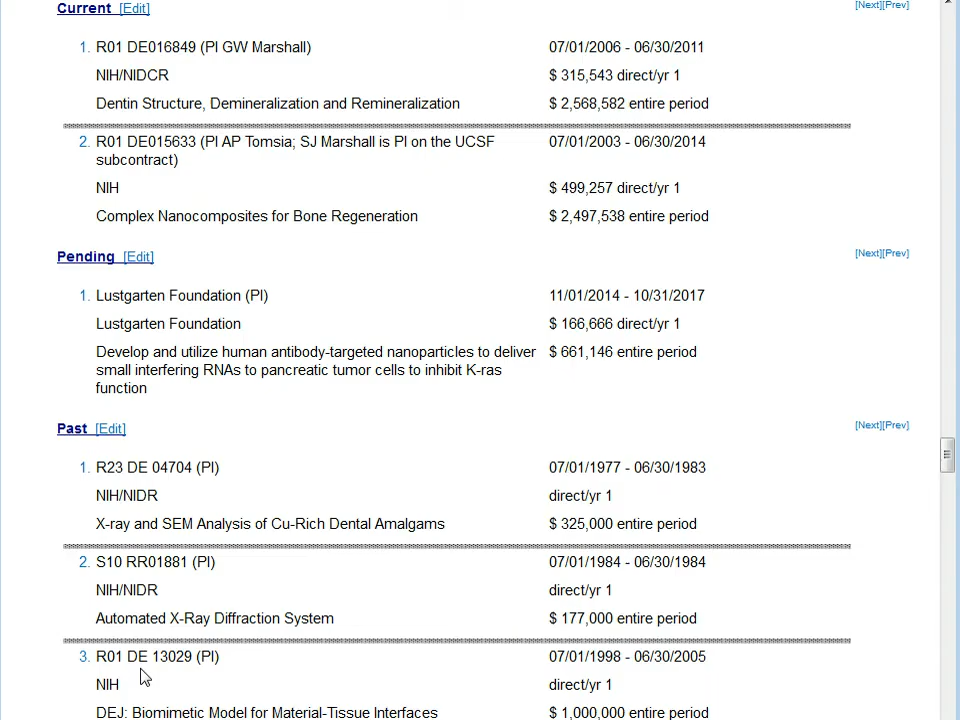 Current [Edit] [Next][Prev]
1. R01 DE016849 (PI GW Marshall) 07/01/2006 - 06/30/2011
NIH/NIDCR $ 315,543 direct/yr 1
Dentin Structure, Demineralization and Remineralization $ 2,568,582 entire period
2. R01 DE015633 (PI AP Tomsia; SJ Marshall is PI on the UCSF 07/01/2003 - 06/30/2014
subcontract)
NIH $ 499,257 direct/yr 1
Complex Nanocomposites for Bone Regeneration $ 2,497,538 entire period
Pending [Edit] [Next][Prev]
1. Lustgarten Foundation (PI) 11/01/2014 - 10/31/2017
Lustgarten Foundation $ 166,666 direct/yr 1
Develop and utilize human antibody-targeted nanoparticles to deliver $ 661,146 entire period
small interfering RNAs to pancreatic tumor cells to inhibit K-ras
function
Past [Edit] [Next][Prev]
1. R23 DE 04704 (PI) 07/01/1977 - 06/30/1983
NIH/NIDR direct/yr 1
X-ray and SEM Analysis of Cu-Rich Dental Amalgams $ 325,000 entire period
2. S10 RR01881 (PI) 07/01/1984 - 06/30/1984
NIH/NIDR direct/yr 1
Automated X-Ray Diffraction System $ 177,000 entire period
3. R01 DE 13029 (PI) 07/01/1998 - 06/30/2005
NIH direct/yr 1
DEJ: Biomimetic Model for Material-Tissue Interfaces $ 1,000,000 entire period